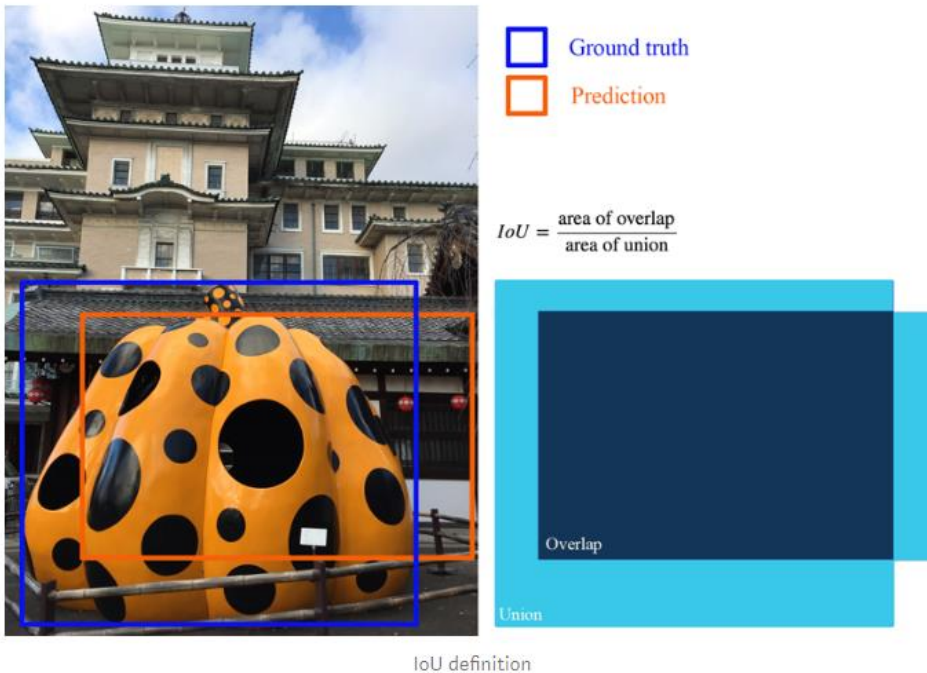 Ground truth
Prediction
IoU = area of overlap / area of union
Overlap
Union
IoU definition